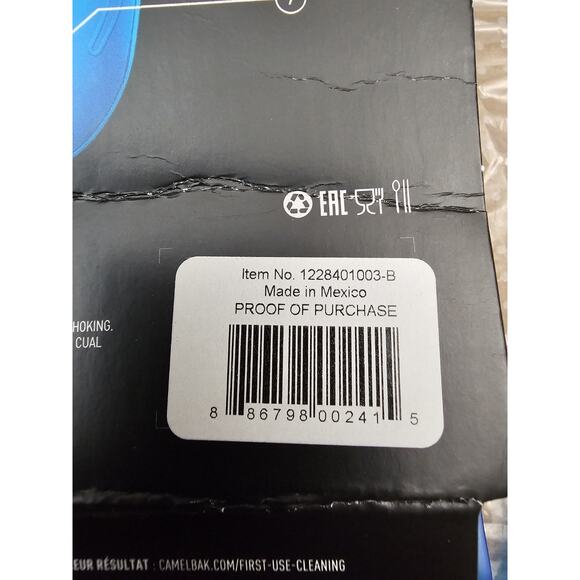 7
EAC
Item No. 1228401003-B
Made in Mexico
PROOF OF PURCHASE
8 86798 00241 5
HOKING.
CUAL
EUR RÉSULTAT : CAMELBAK.COM/FIRST-USE-CLEANING